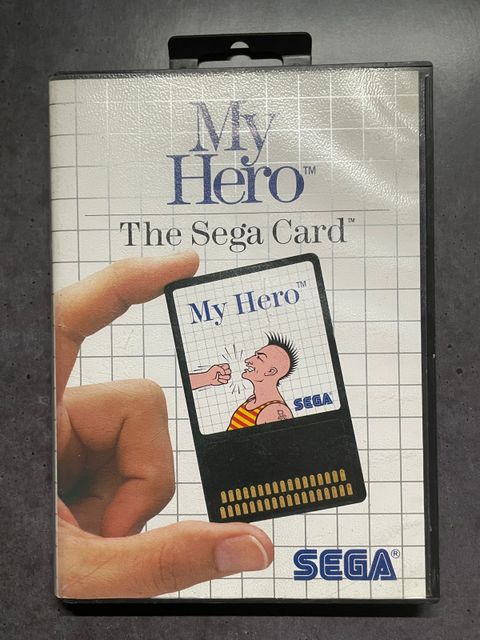 My
Hero™
The Sega Card™
My Hero™
SEGA
SEGA®